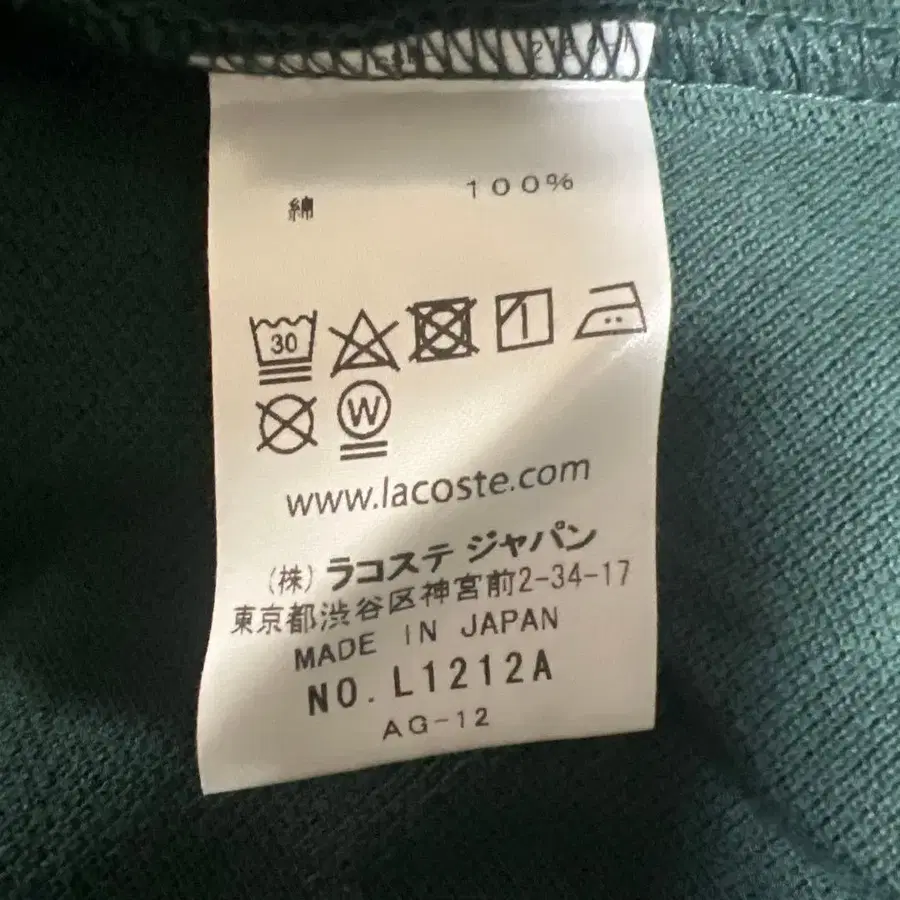 綿 100%
30
W
www.lacoste.com
(株) ラコステ ジャパン
東京都渋谷区神宮前2-34-17
MADE IN JAPAN
NO. L1212A
AG-12